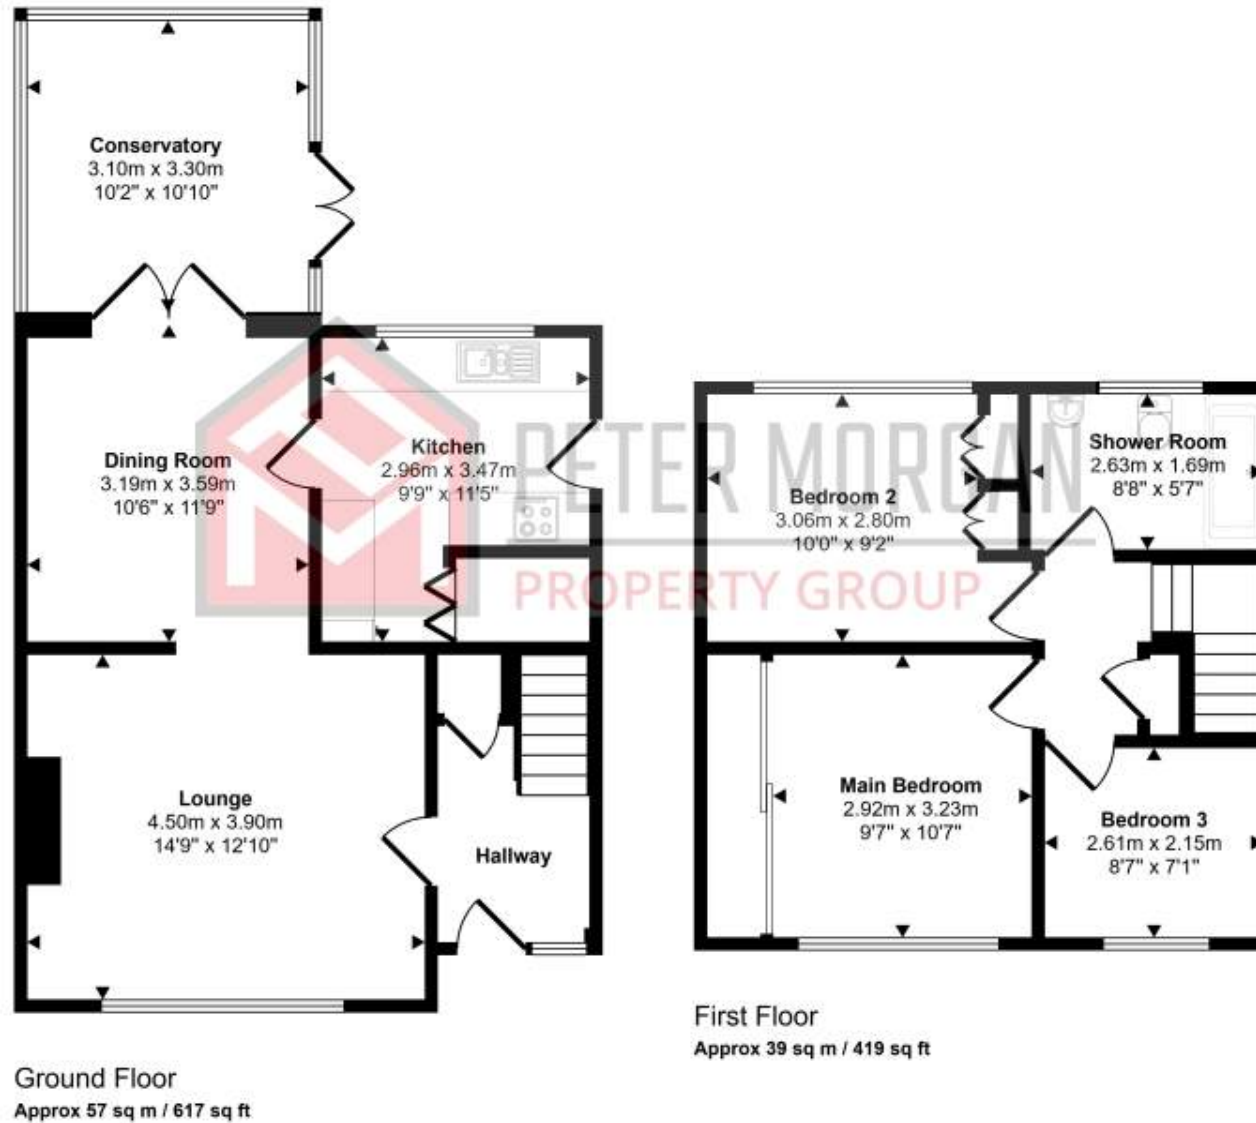 Conservatory
3.10m x 3.30m
10'2" x 10'10"
Dining Room
3.19m x 3.59m
10'6" x 11'9"
Kitchen
2.96m x 3.47m
9'9" x 11'5"
Lounge
4.50m x 3.90m
14'9" x 12'10"
Hallway
Ground Floor
Approx 57 sq m / 617 sq ft
PETER MORGAN
PROPERTY GROUP
Bedroom 2
3.06m x 2.80m
10'0" x 9'2"
Shower Room
2.63m x 1.69m
8'8" x 5'7"
Main Bedroom
2.92m x 3.23m
9'7" x 10'7"
Bedroom 3
2.61m x 2.15m
8'7" x 7'1"
First Floor
Approx 39 sq m / 419 sq ft